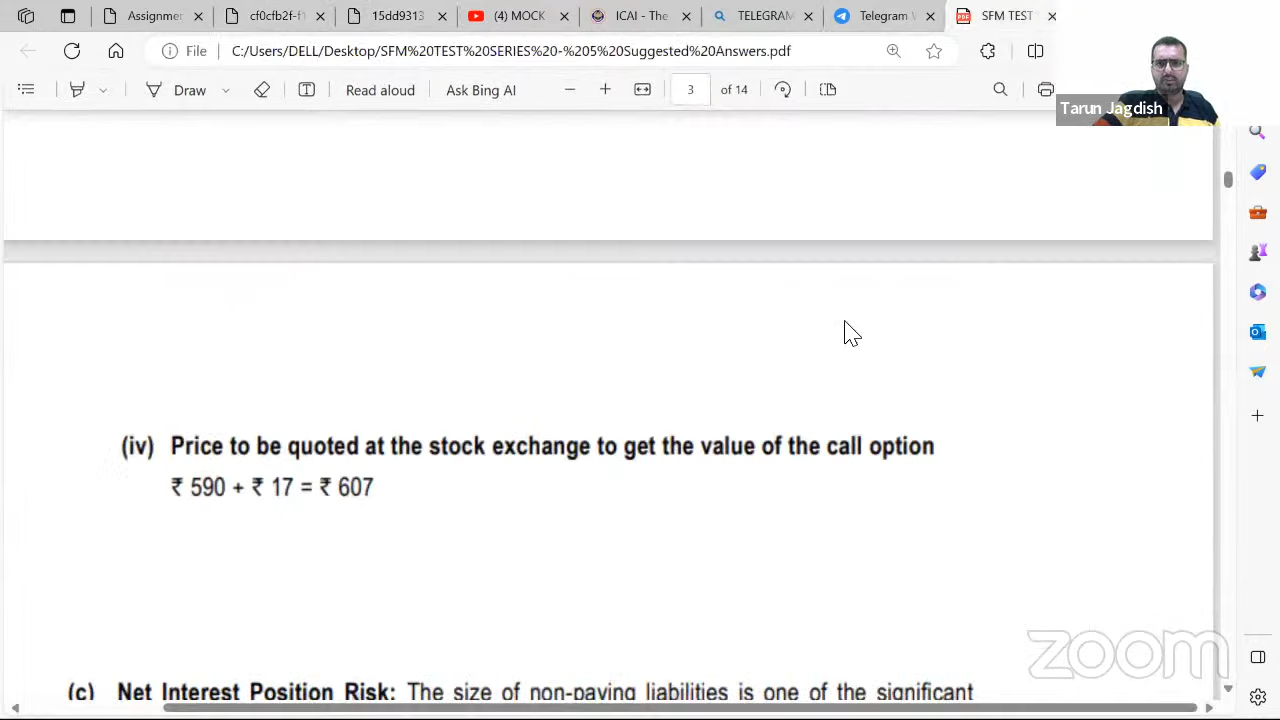 Assignment
cf0cfb2f-f1
15dd9313
(4) MOCK
ICAI - The
TELEGRAM
Telegram
SFM TEST
File
C:/Users/DELL/Desktop/SFM%20TEST%20SERIES%20-%205%20Suggested%20Answers.pdf
Draw
Read aloud
Ask Bing AI
3
of 14
Tarun Jagdish
(iv) Price to be quoted at the stock exchange to get the value of the call option
₹ 590 + ₹ 17 = ₹ 607
zoom
(c) Net Interest Position Risk: The size of non-paying liabilities is one of the significant